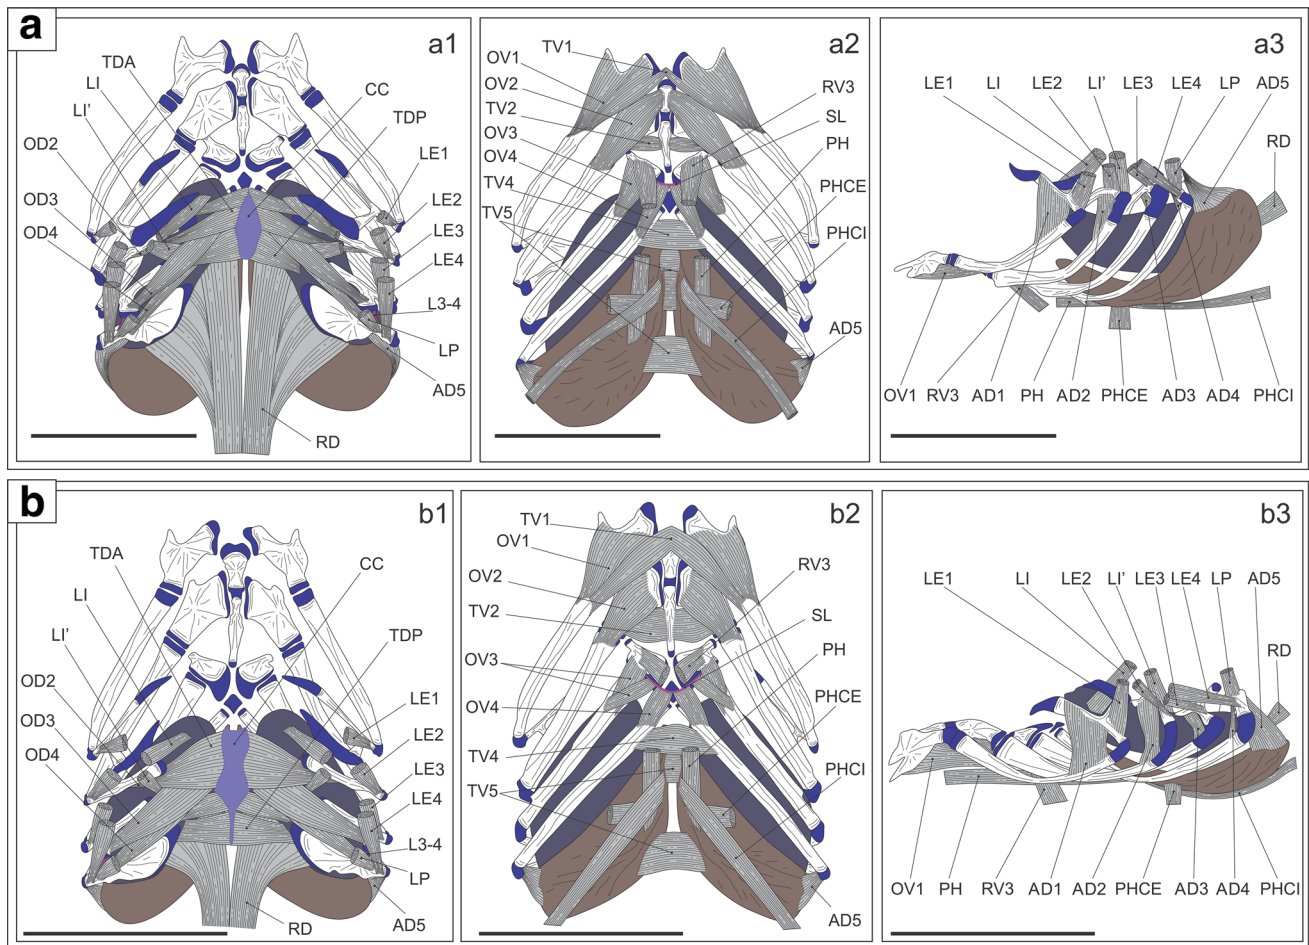 a
a1
TDA
LI
LI’
OD2
OD3
OD4
CC
TDP
LE1
LE2
LE3
LE4
L3-4
LP
AD5
RD
a2
TV1
OV1
OV2
TV2
OV3
OV4
TV4
TV5
RV3
SL
PH
PHCE
PHCI
AD5
a3
LE1 LI LE2 LI’ LE3 LE4 LP AD5
RD
OV1 RV3 AD1 PH AD2 PHCE AD3 AD4 PHCI
b
b1
TDA
LI
LI’
OD2
OD3
OD4
CC
TDP
LE1
LE2
LE3
LE4
L3-4
LP
AD5
RD
b2
TV1
OV1
OV2
TV2
OV3
OV4
TV4
TV5
RV3
SL
PH
PHCE
PHCI
AD5
b3
LE1 LI LE2 LI’ LE3 LE4 LP AD5
RD
OV1 PH RV3 AD1 AD2 PHCE AD3 AD4 PHCI